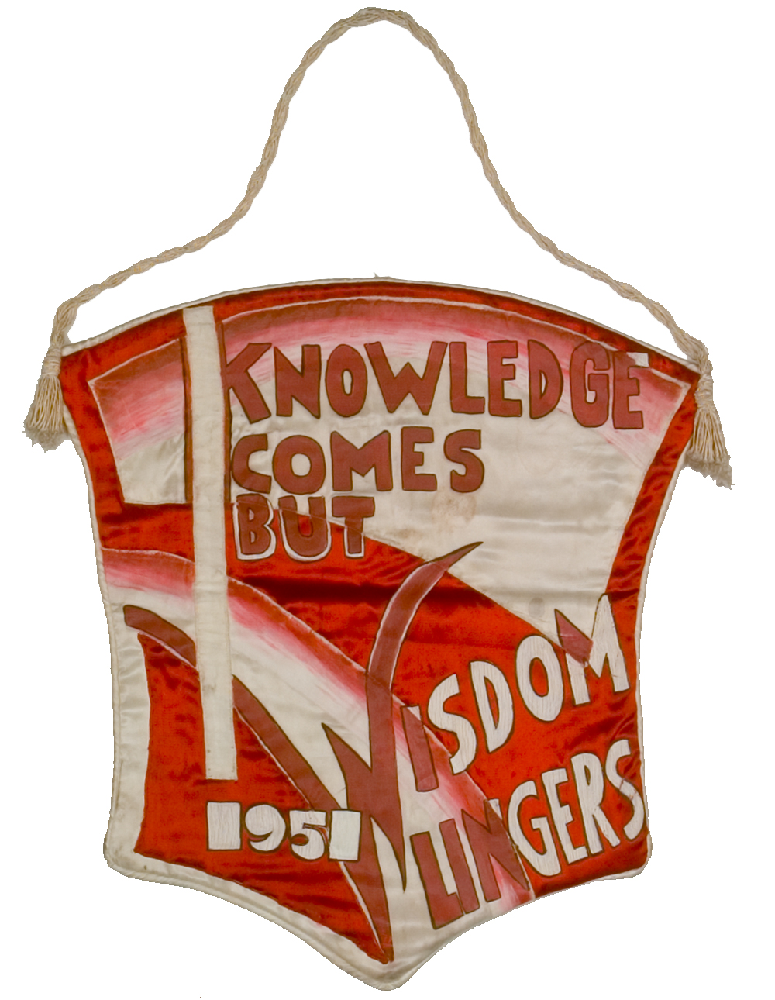 KNOWLEDGE
COMES
BUT
WISDOM
LINGERS
1951